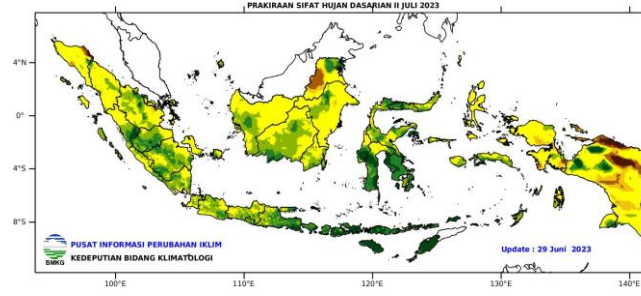 PRAKIRAAN SIFAT HUJAN DASARIAN II JULI 2023
4°N
0°
4°S
8°S
PUSAT INFORMASI PERUBAHAN IKLIM
KEDEPUTIAN BIDANG KLIMATOLOGI
BMKG
Update : 29 Juni 2023
100°E 110°E 120°E 130°E 140°E